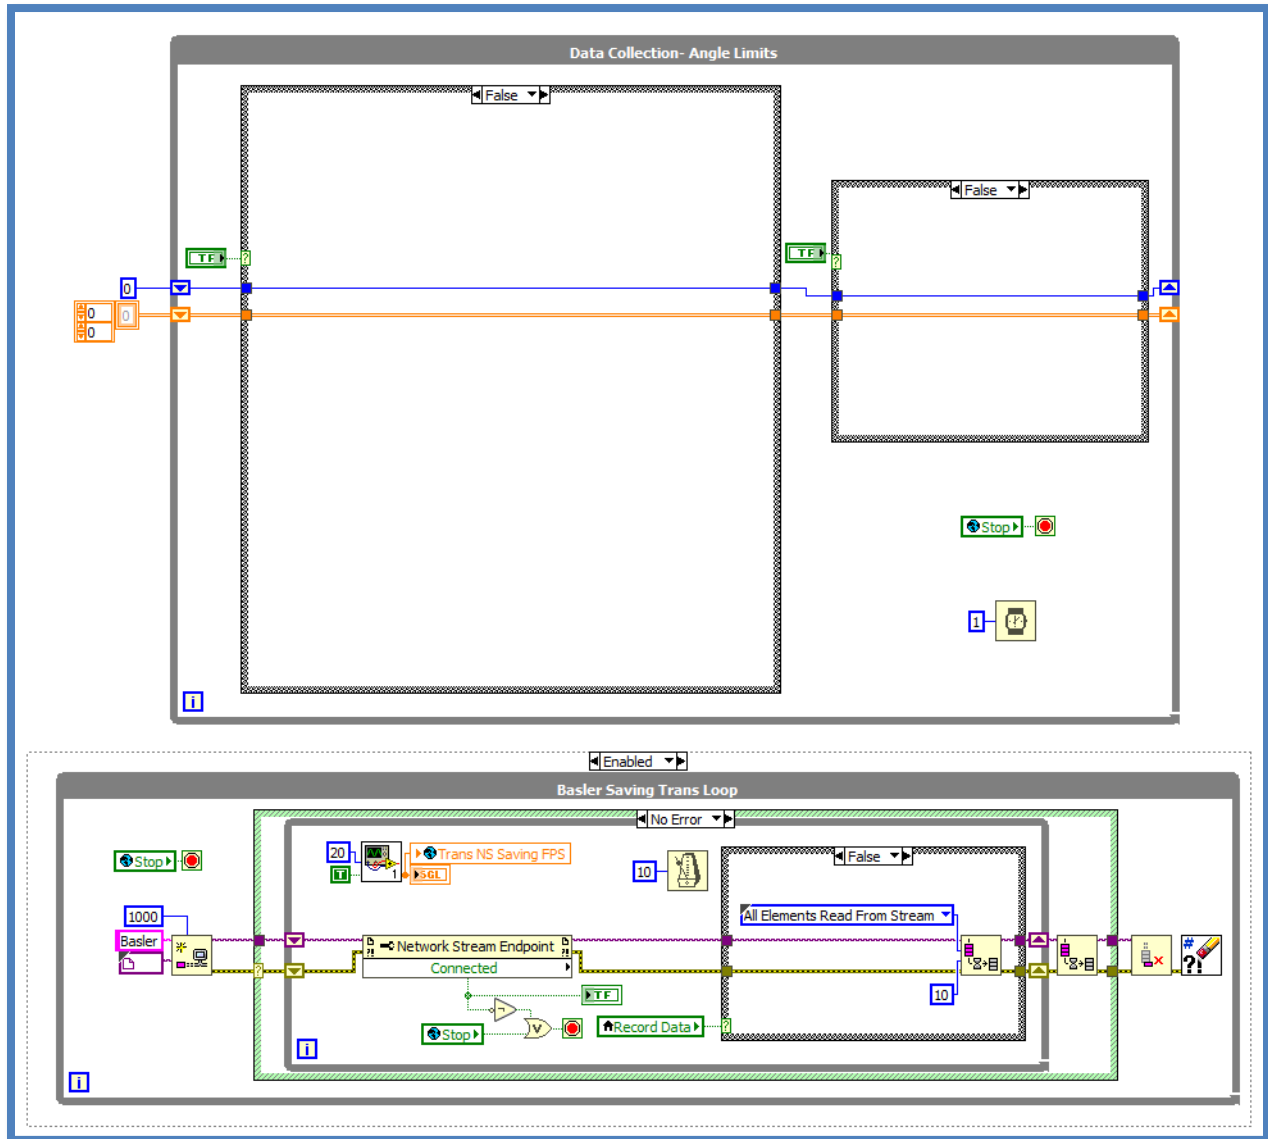 Data Collection- Angle Limits
False
False
TF
TF
0
0
0
0
Stop
1
i
Enabled
Basler Saving Trans Loop
No Error
Stop
20
Trans NS Saving FPS
T
1
SGL
10
False
1000
All Elements Read From Stream
Basler
Network Stream Endpoint
Connected
#
?!
10
TF
Stop
V
Record Data
i
i